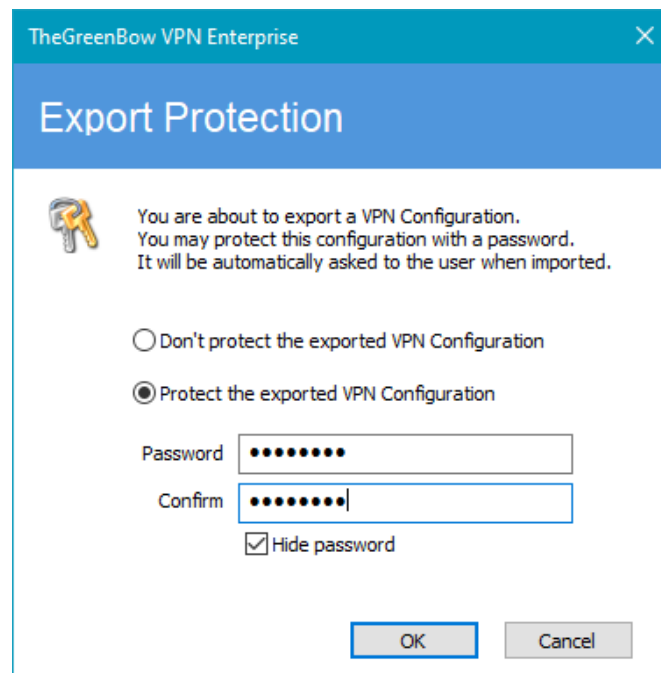 TheGreenBow VPN Enterprise
Export Protection
You are about to export a VPN Configuration.
You may protect this configuration with a password.
It will be automatically asked to the user when imported.
Don't protect the exported VPN Configuration
Protect the exported VPN Configuration
Password ●●●●●●●●
Confirm ●●●●●●●●
Hide password
OK Cancel